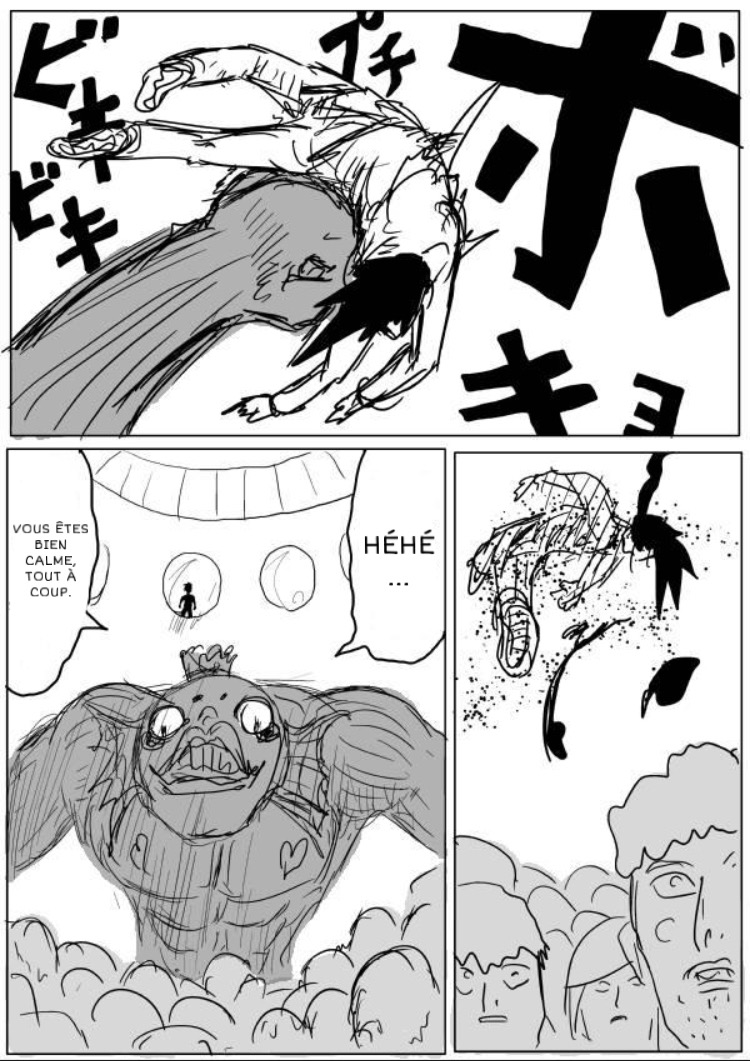 ボキョ
プチ
ビキ
ビキ
HÉHÉ
...
VOUS ÊTES
BIEN
CALME,
TOUT À
COUP.